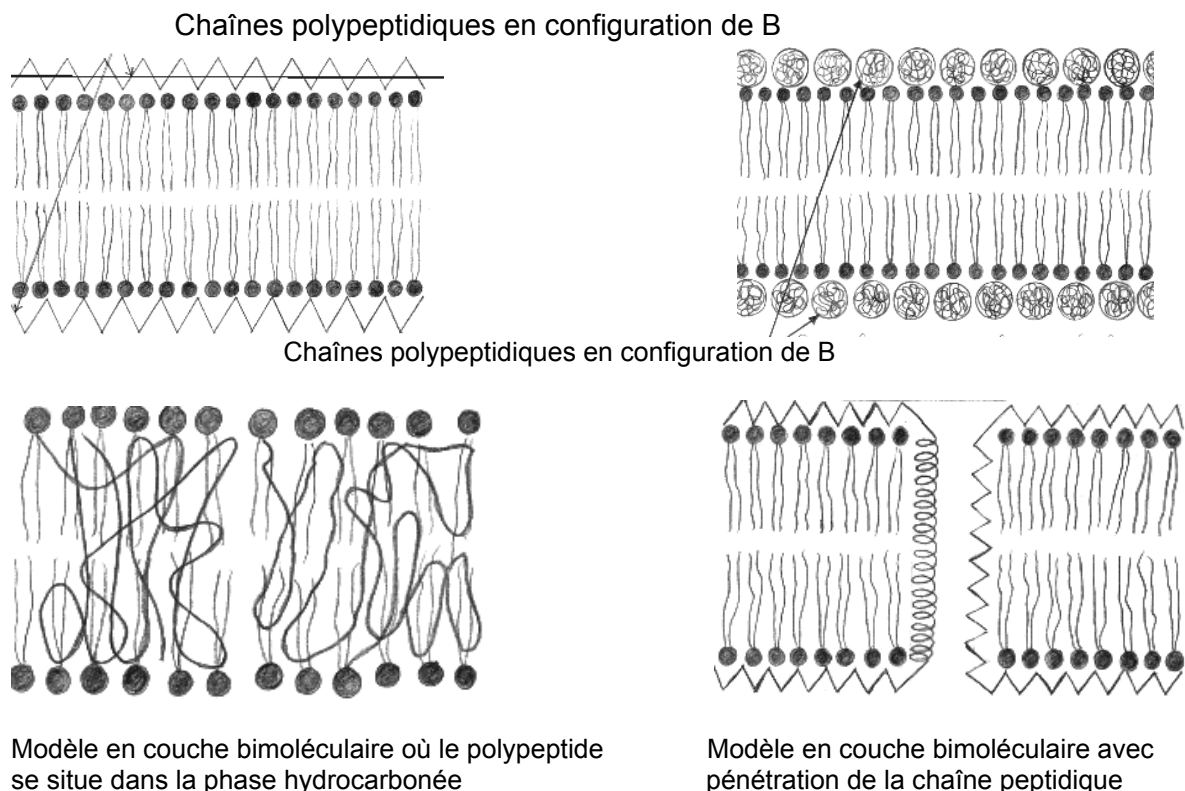 Chaînes polypeptidiques en configuration de B
Chaînes polypeptidiques en configuration de B
Modèle en couche bimoléculaire où le polypeptide
se situe dans la phase hydrocarbonée
Modèle en couche bimoléculaire avec
pénétration de la chaîne peptidique